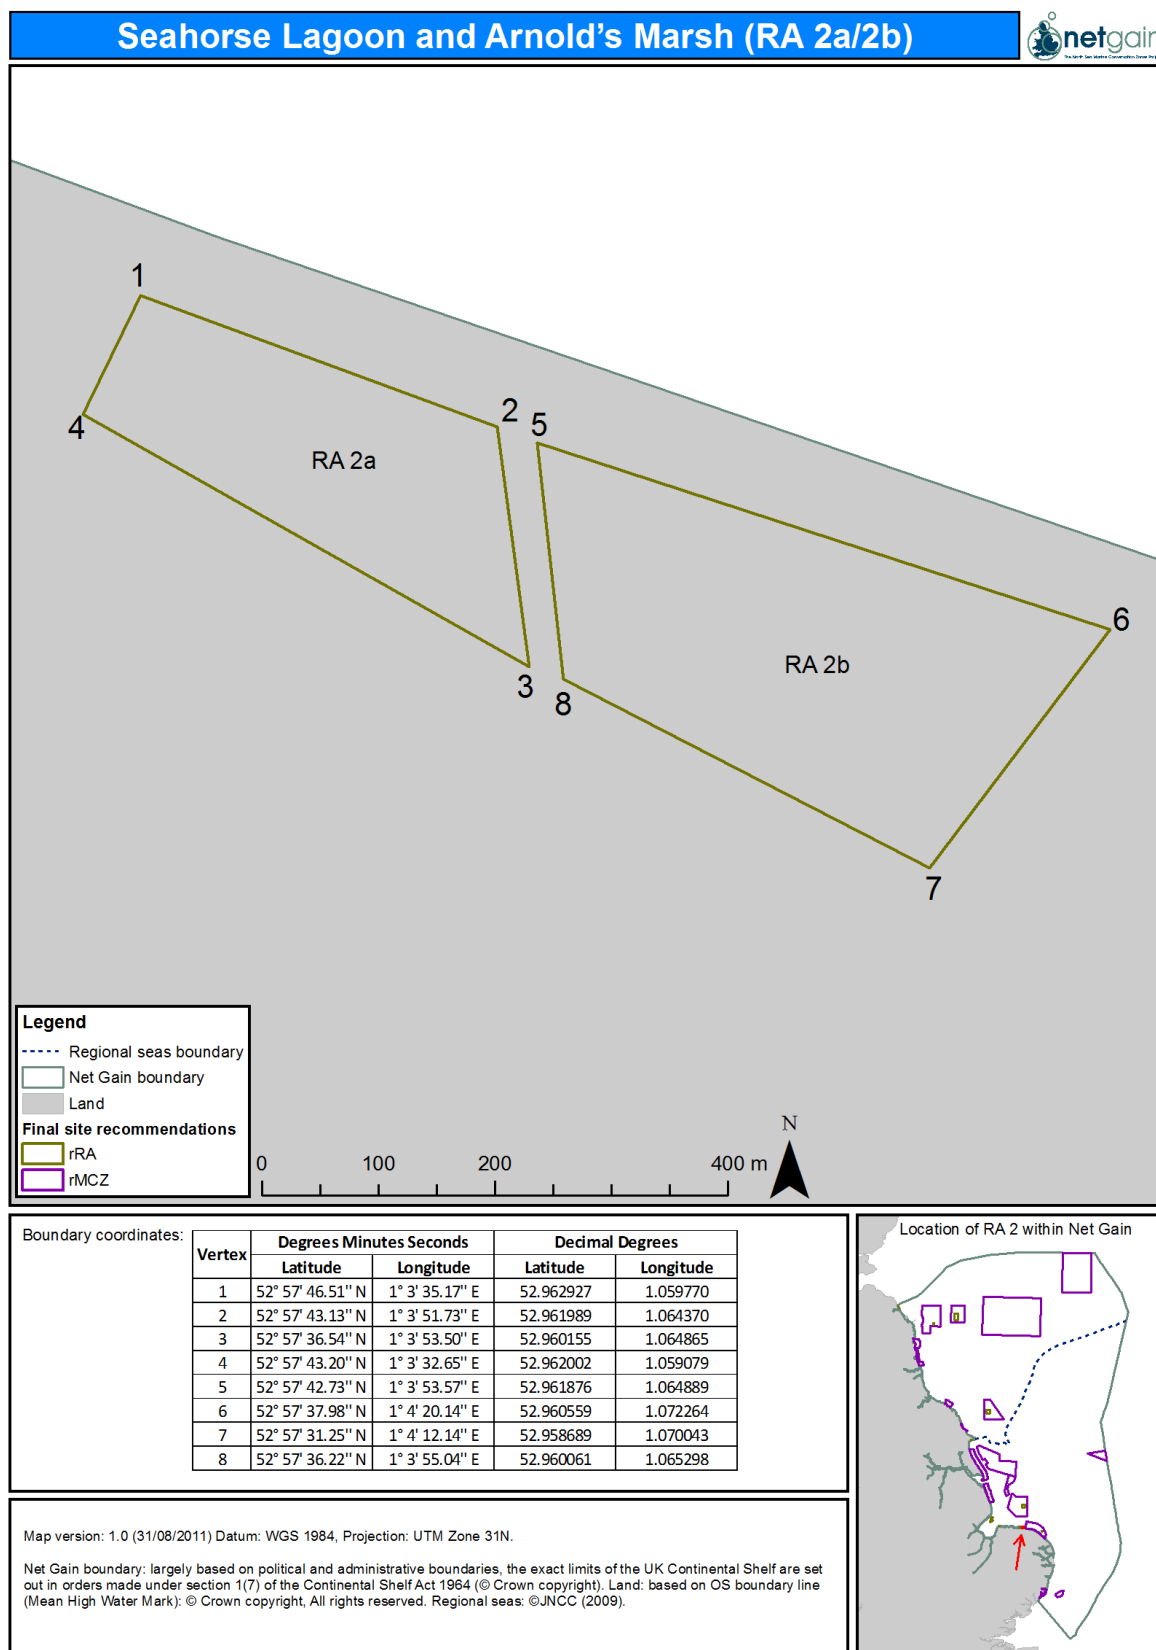 Seahorse Lagoon and Arnold's Marsh (RA 2a/2b)
netgain
1
2
5
4
RA 2a
6
RA 2b
3
8
7
Legend
Regional seas boundary
Net Gain boundary
Land
Final site recommendations
rRA
rMCZ
0 100 200 400 m
N
Boundary coordinates:
Vertex Degrees Minutes Seconds Decimal Degrees
Latitude Longitude Latitude Longitude
1 52° 57' 46.51'' N 1° 3' 35.17'' E 52.962927 1.059770
2 52° 57' 43.13'' N 1° 3' 51.73'' E 52.961989 1.064370
3 52° 57' 36.54'' N 1° 3' 53.50'' E 52.960155 1.064865
4 52° 57' 43.20'' N 1° 3' 32.65'' E 52.962002 1.059079
5 52° 57' 42.73'' N 1° 3' 53.57'' E 52.961876 1.064889
6 52° 57' 37.98'' N 1° 4' 20.14'' E 52.960559 1.072264
7 52° 57' 31.25'' N 1° 4' 12.14'' E 52.958689 1.070043
8 52° 57' 36.22'' N 1° 3' 55.04'' E 52.960061 1.065298
Location of RA 2 within Net Gain
Map version: 1.0 (31/08/2011) Datum: WGS 1984, Projection: UTM Zone 31N.
Net Gain boundary: largely based on political and administrative boundaries, the exact limits of the UK Continental Shelf are set
out in orders made under section 1(7) of the Continental Shelf Act 1964 (© Crown copyright). Land: based on OS boundary line
(Mean High Water Mark): © Crown copyright, All rights reserved. Regional seas: ©JNCC (2009).